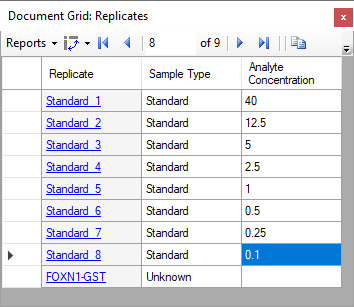 Document Grid: Replicates x
Reports 8 of 9
Replicate Sample Type Analyte Concentration
Standard_1 Standard 40
Standard_2 Standard 12.5
Standard_3 Standard 5
Standard_4 Standard 2.5
Standard_5 Standard 1
Standard_6 Standard 0.5
Standard_7 Standard 0.25
Standard_8 Standard 0.1
FOXN1-GST Unknown